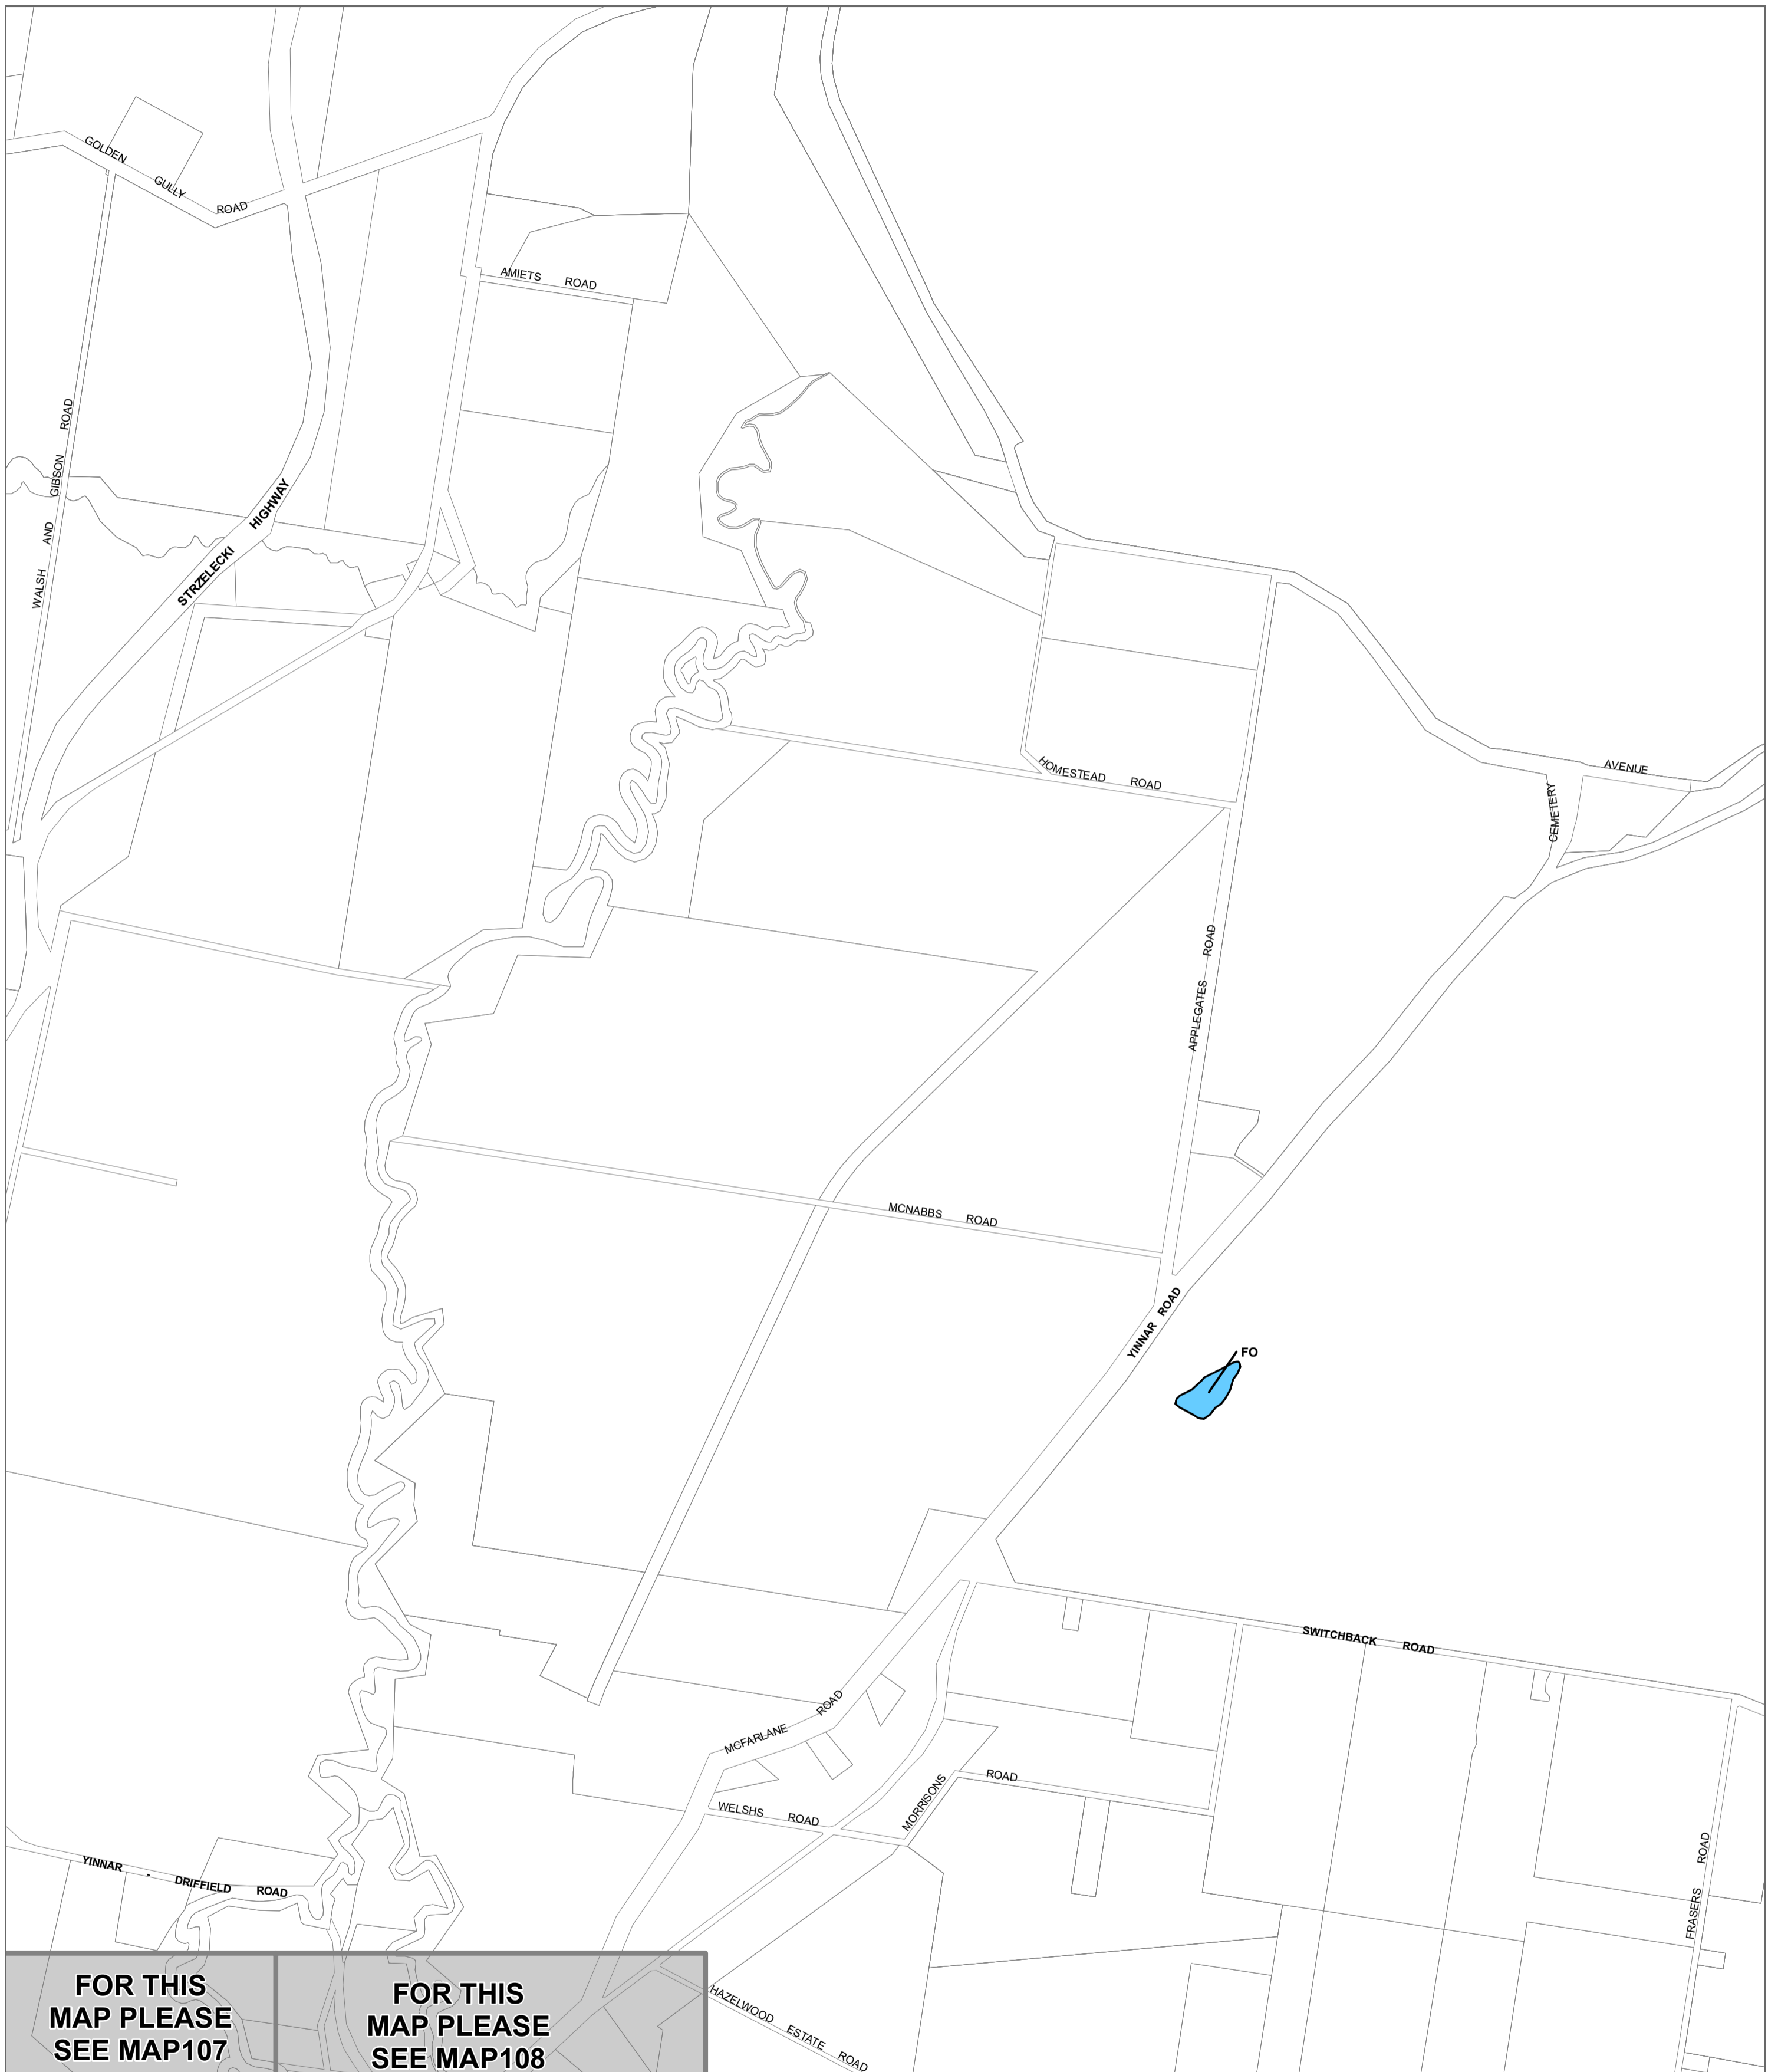 GOLDEN GULLY ROAD
AMIETS ROAD
WALSH AND GIBSON ROAD
STRZELECKI HIGHWAY
HOMESTEAD ROAD
AVENUE
CEMETERY
APPLEGATES ROAD
MCNABBS ROAD
YINNAR ROAD
FO
SWITCHBACK ROAD
MCFARLANE ROAD
MORRISONS ROAD
WELSHS ROAD
FRASERS ROAD
YINNAR - DRIFFIELD ROAD
HAZELWOOD ESTATE ROAD
FOR THIS
MAP PLEASE
SEE MAP107
FOR THIS
MAP PLEASE
SEE MAP108